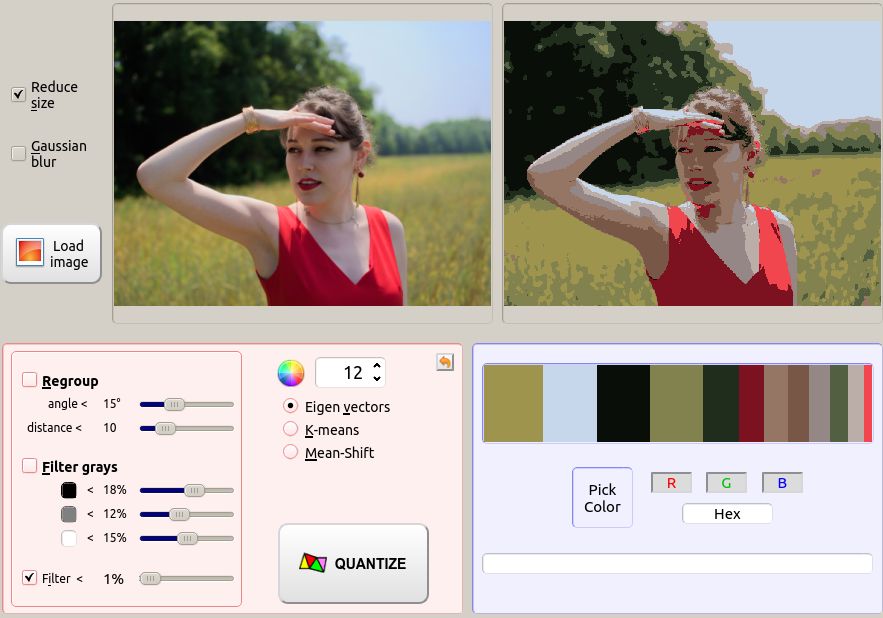 Reduce
size
Gaussian
blur
Load
image
Regroup
angle < 15°
distance < 10
Filter grays
< 18%
< 12%
< 15%
Filter < 1%
12
Eigen vectors
K-means
Mean-Shift
QUANTIZE
Pick
Color
R G B
Hex